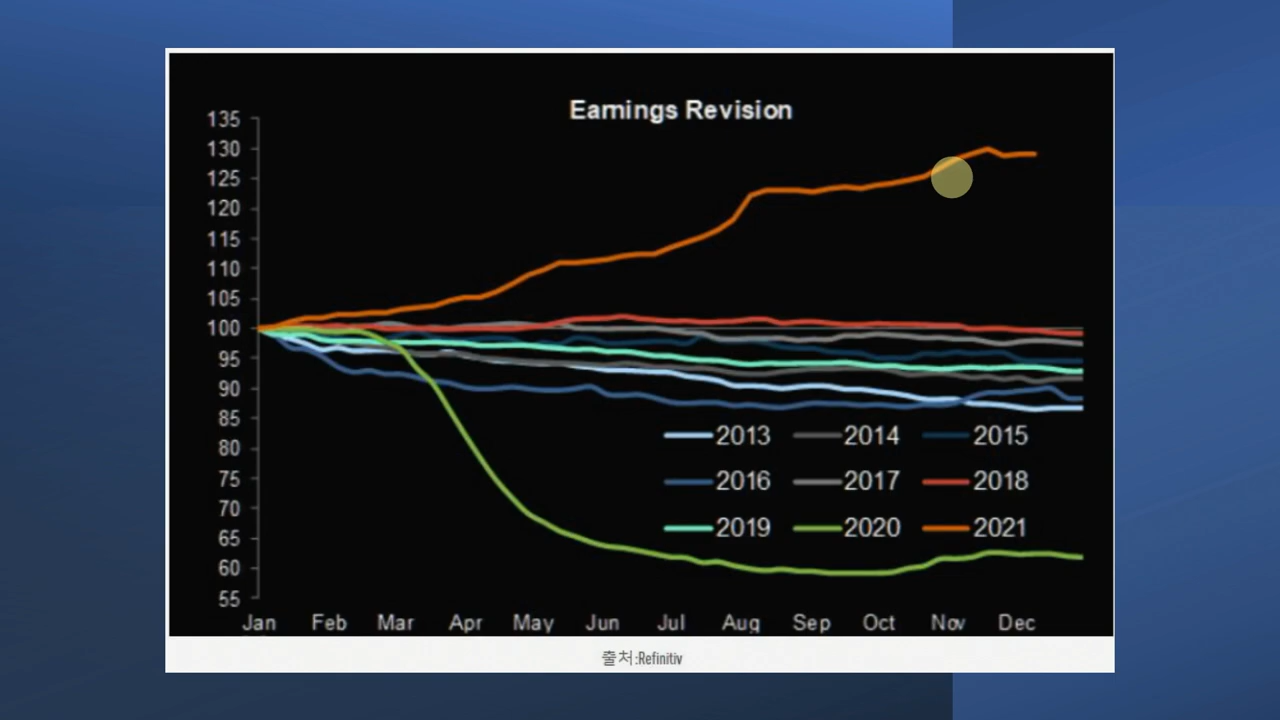 Earnings Revision
135
130
125
120
115
110
105
100
95
90
85
80
75
70
65
60
55
2013 2014 2015
2016 2017 2018
2019 2020 2021
Jan Feb Mar Apr May Jun Jul Aug Sep Oct Nov Dec
출처:Refinitiv